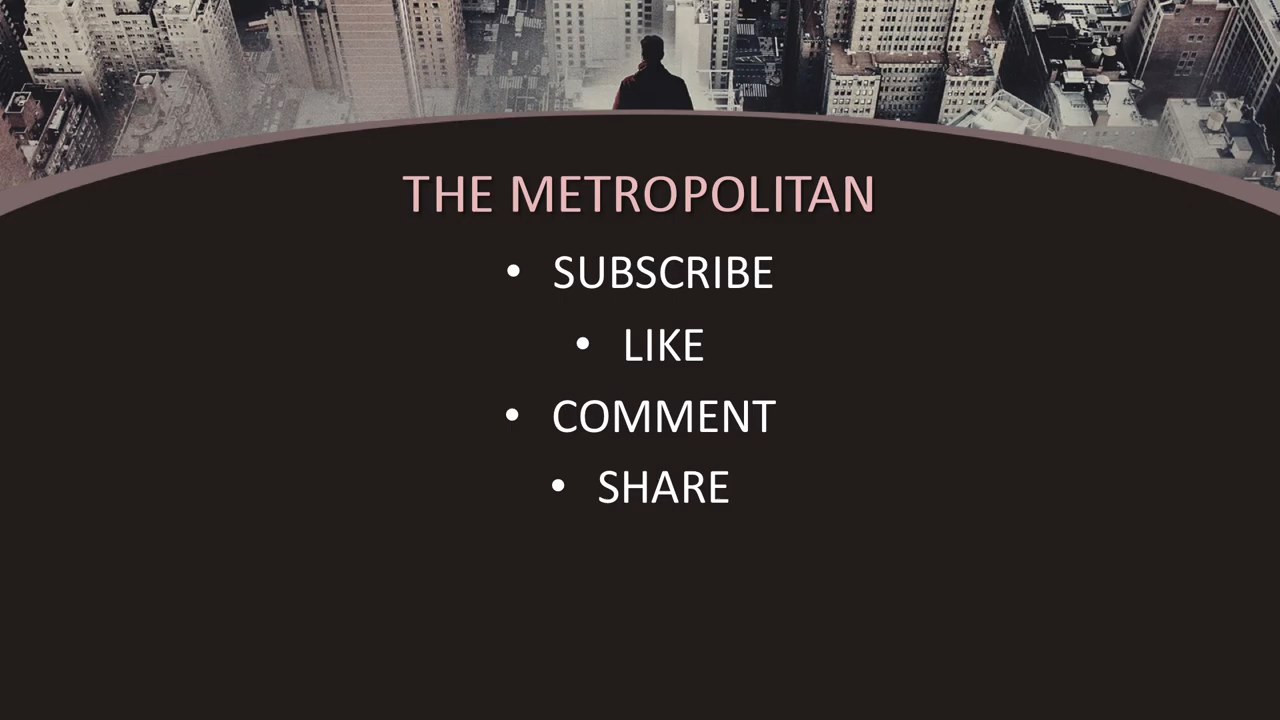 THE METROPOLITAN
• SUBSCRIBE
• LIKE
• COMMENT
• SHARE